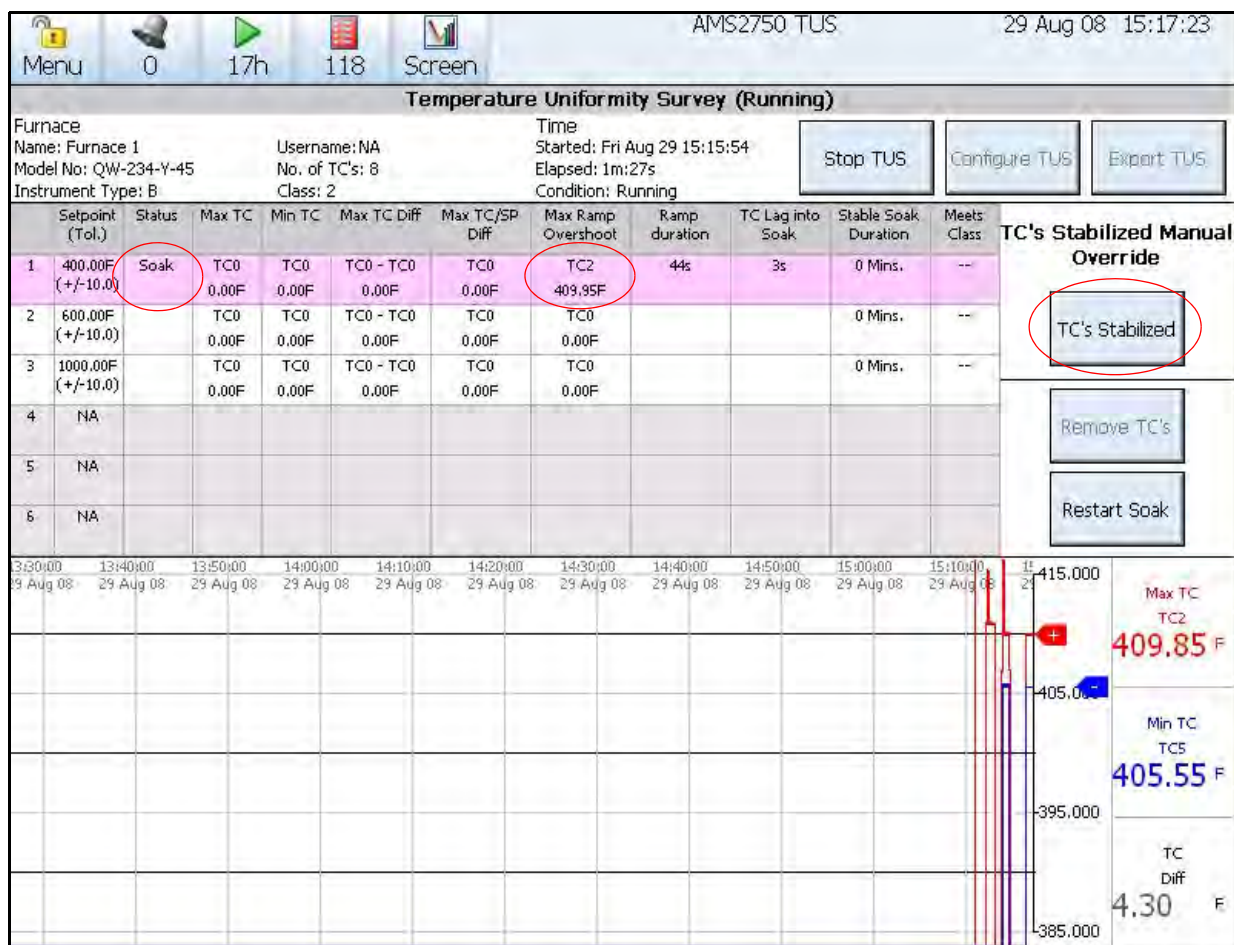 AMS2750 TUS 29 Aug 08 15:17:23
Menu 0 17h 118 Screen
Temperature Uniformity Survey (Running)
Furnace
Name: Furnace 1
Model No: QW-234-Y-45
Instrument Type: B
Username: NA
No. of TC's: 8
Class: 2
Time
Started: Fri Aug 29 15:15:54
Elapsed: 1m:27s
Condition: Running
Stop TUS
Configure TUS
Export TUS
Setpoint (Tol.) Status Max TC Min TC Max TC Diff Max TC/SP Diff Max Ramp Overshoot Ramp duration TC Lag into Soak Stable Soak Duration Meets Class
1 400.00F Soak TC0 TC0 TC0 - TC0 TC0 TC2 44s 3s 0 Mins. --
(+/-10.0) 0.00F 0.00F 0.00F 0.00F 409.95F
2 600.00F TC0 TC0 TC0 - TC0 TC0 TC0 0 Mins. --
(+/-10.0) 0.00F 0.00F 0.00F 0.00F 0.00F
3 1000.00F TC0 TC0 TC0 - TC0 TC0 TC0 0 Mins. --
(+/-10.0) 0.00F 0.00F 0.00F 0.00F 0.00F
4 NA
5 NA
6 NA
TC's Stabilized Manual
Override
TC's Stabilized
Remove TC's
Restart Soak
13:30:00 13:40:00 13:50:00 14:00:00 14:10:00 14:20:00 14:30:00 14:40:00 14:50:00 15:00:00 15:10:00
29 Aug 08 29 Aug 08 29 Aug 08 29 Aug 08 29 Aug 08 29 Aug 08 29 Aug 08 29 Aug 08 29 Aug 08 29 Aug 08 29 Aug 08
415.000
+
-
395.000
385.000
Max TC
TC2
409.85 F
Min TC
TC5
405.55 F
TC
Diff
4.30 F